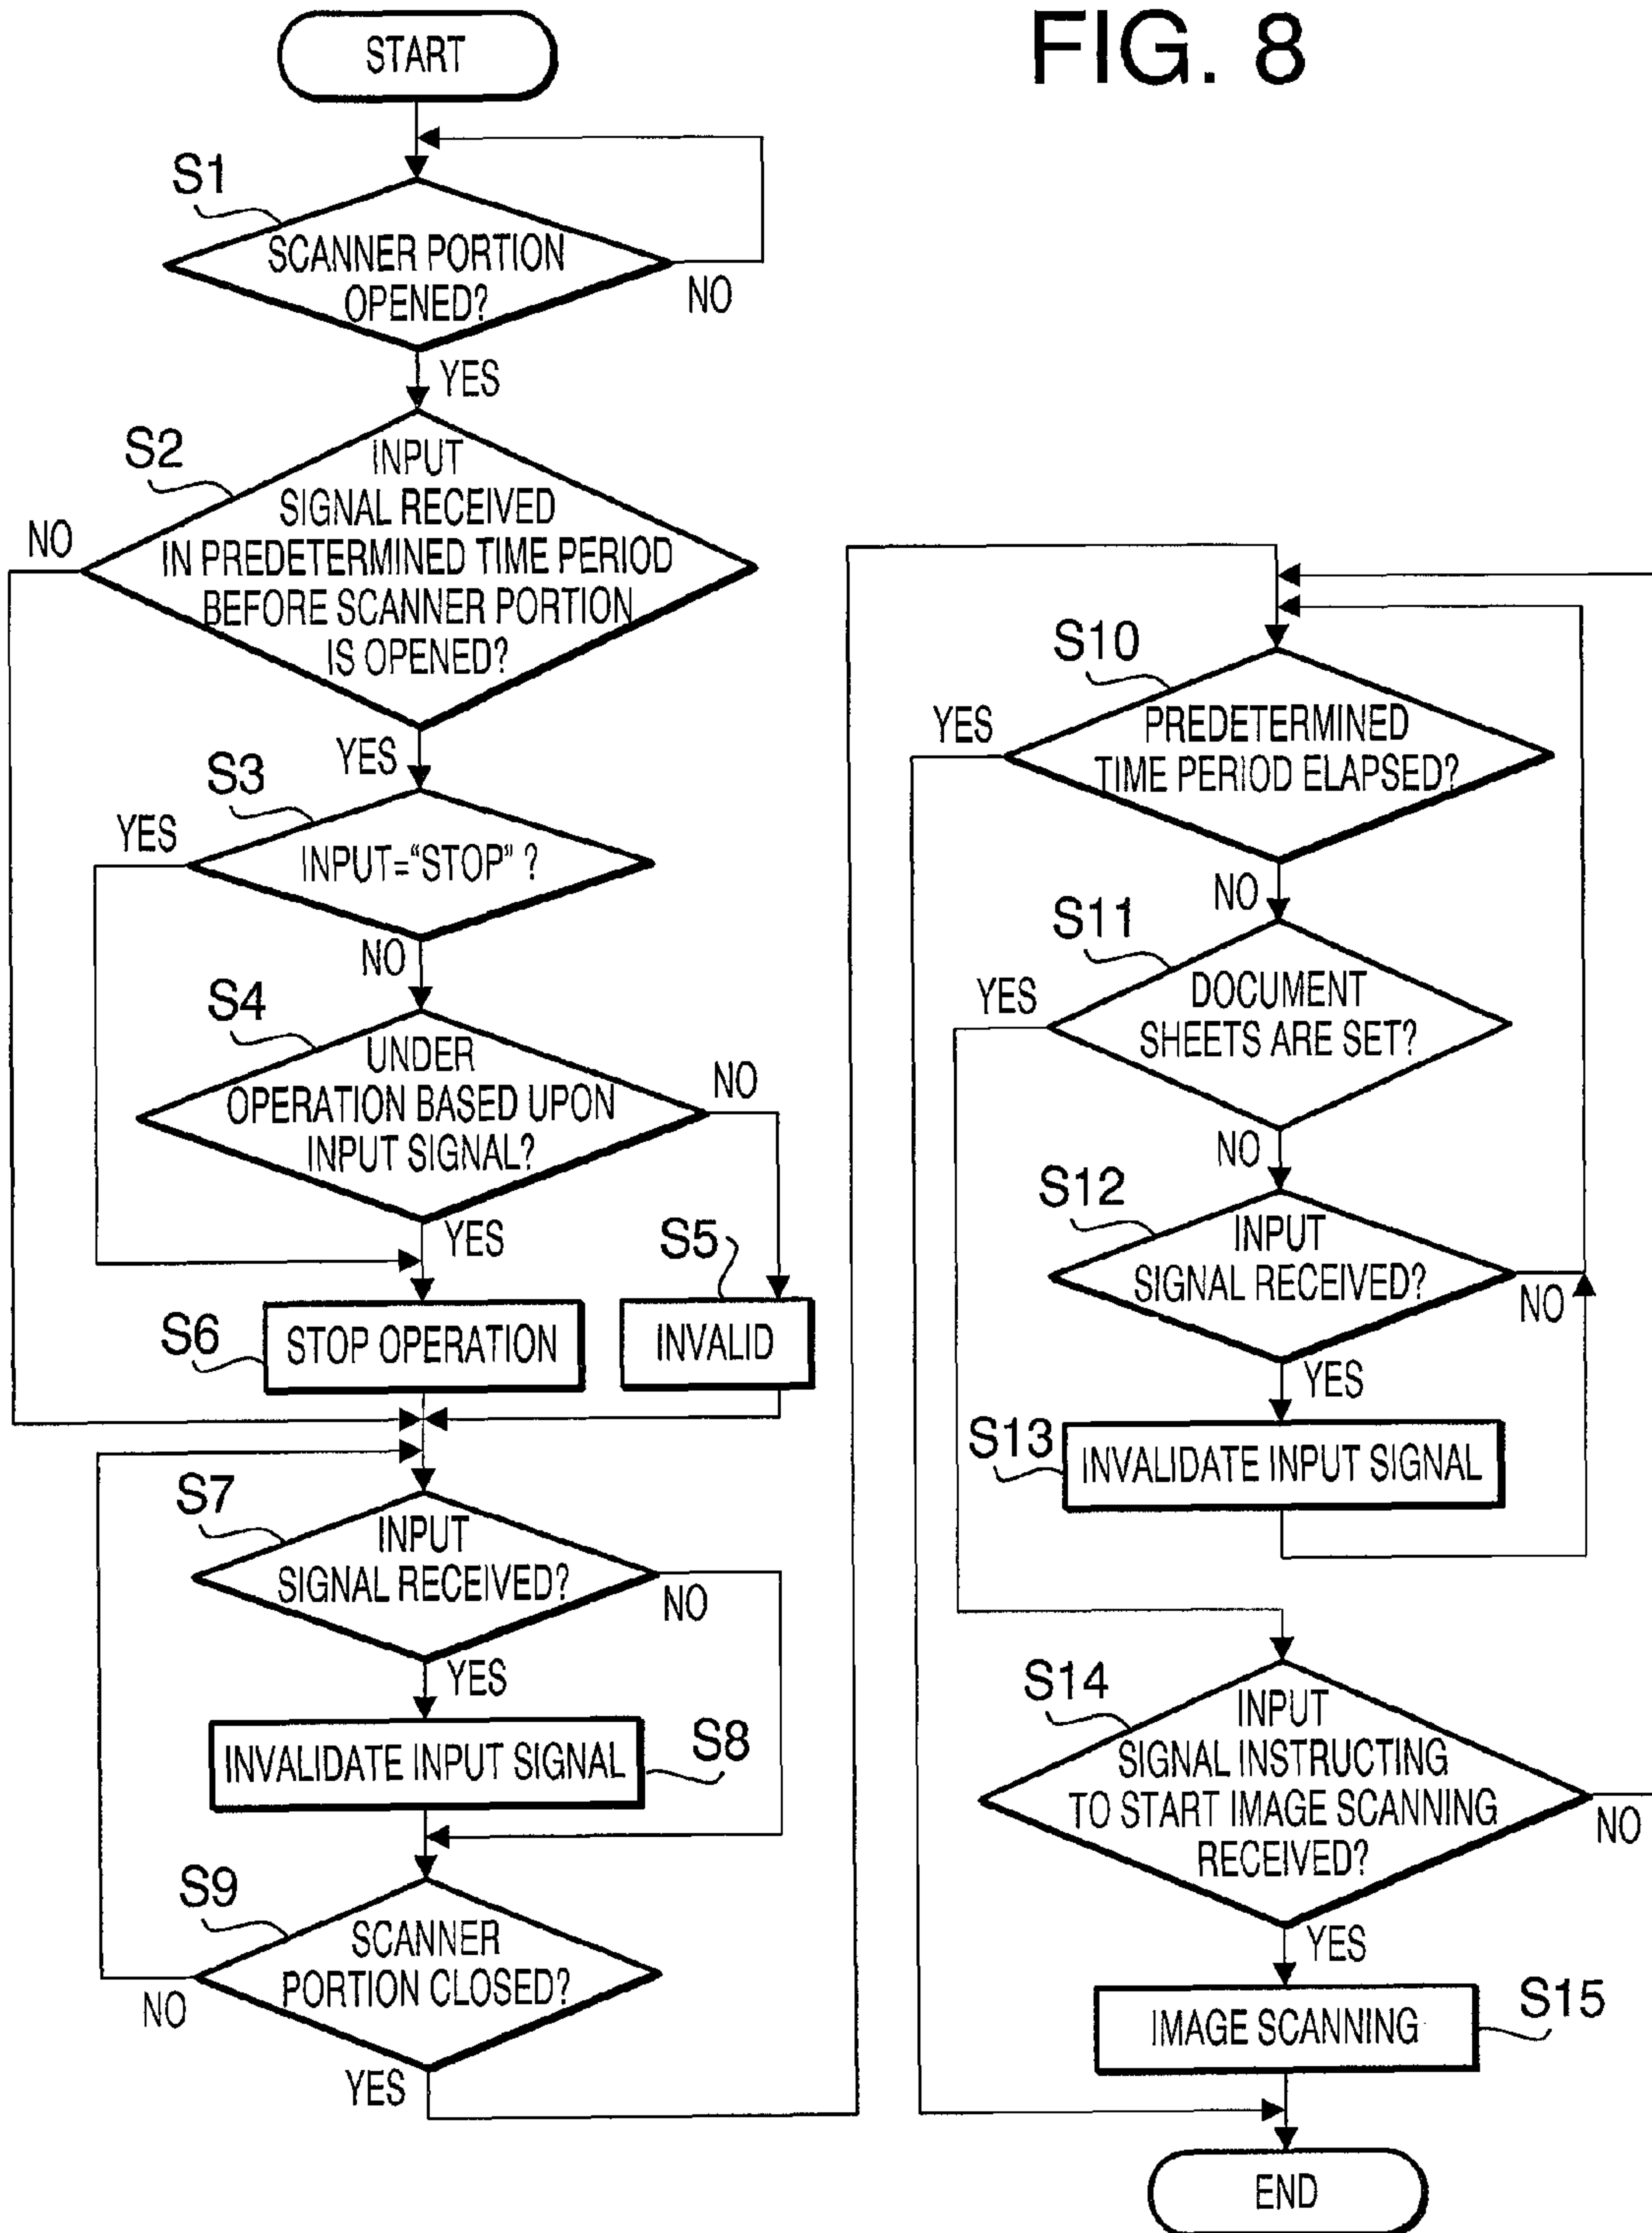 FIG. 8
START
S1
SCANNER PORTION
OPENED?
NO
YES
S2
INPUT
SIGNAL RECEIVED
IN PREDETERMINED TIME PERIOD
BEFORE SCANNER PORTION
IS OPENED?
NO
YES
S3
INPUT="STOP" ?
YES
NO
S4
UNDER
OPERATION BASED UPON
INPUT SIGNAL?
NO
YES
S5
INVALID
S6
STOP OPERATION
S7
INPUT
SIGNAL RECEIVED?
NO
YES
S8
INVALIDATE INPUT SIGNAL
S9
SCANNER
PORTION CLOSED?
NO
YES
S10
PREDETERMINED
TIME PERIOD ELAPSED?
YES
NO
S11
DOCUMENT
SHEETS ARE SET?
YES
NO
S12
INPUT
SIGNAL RECEIVED?
NO
YES
S13
INVALIDATE INPUT SIGNAL
S14
INPUT
SIGNAL INSTRUCTING
TO START IMAGE SCANNING
RECEIVED?
NO
YES
S15
IMAGE SCANNING
END